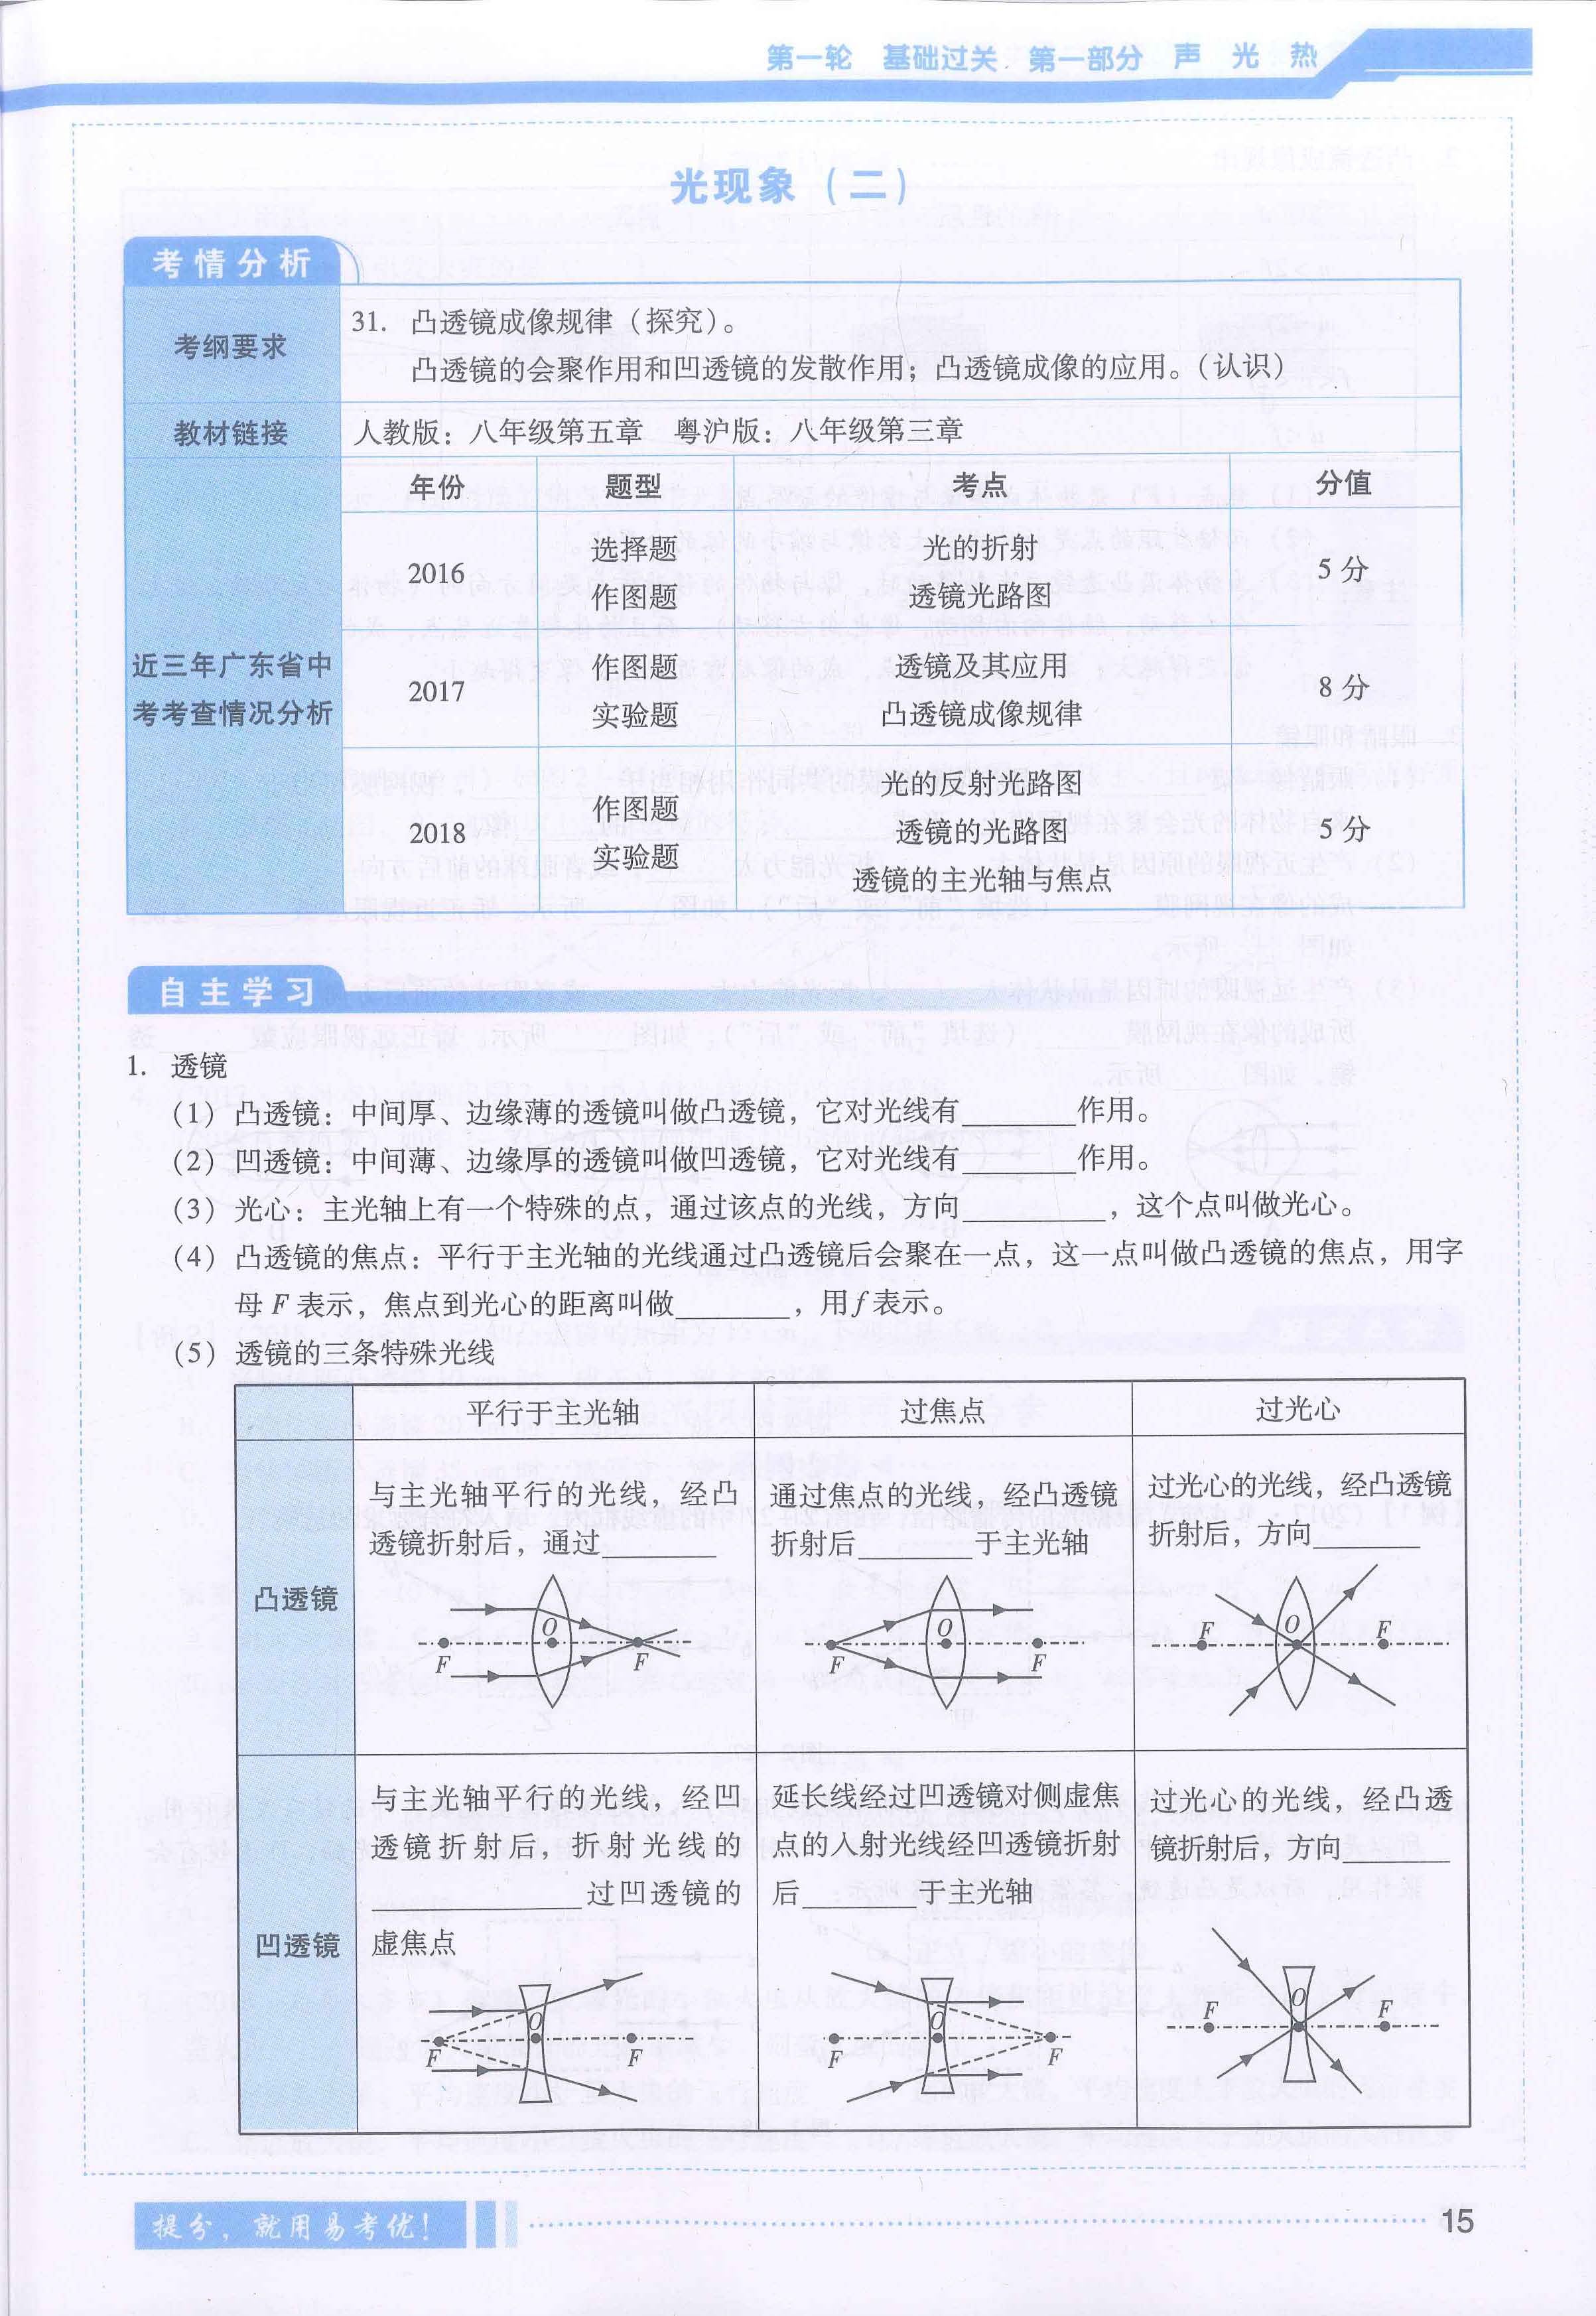 第一轮 基础过关 第一部分 声 光 热
光现象（二）
考情分析
考纲要求
31. 凸透镜成像规律（探究）。
凸透镜的会聚作用和凹透镜的发散作用；凸透镜成像的应用。（认识）
教材链接
人教版：八年级第五章 粤沪版：八年级第三章
近三年广东省中
考考查情况分析
年份 题型 考点 分值
2016
选择题
作图题
光的折射
透镜光路图
5 分
2017
作图题
实验题
透镜及其应用
凸透镜成像规律
8 分
2018
作图题
实验题
光的反射光路图
透镜的光路图
透镜的主光轴与焦点
5 分
自主学习
1. 透镜
（1）凸透镜：中间厚、边缘薄的透镜叫做凸透镜，它对光线有________作用。
（2）凹透镜：中间薄、边缘厚的透镜叫做凹透镜，它对光线有________作用。
（3）光心：主光轴上有一个特殊的点，通过该点的光线，方向__________，这个点叫做光心。
（4）凸透镜的焦点：平行于主光轴的光线通过凸透镜后会聚在一点，这一点叫做凸透镜的焦点，用字
母 F 表示，焦点到光心的距离叫做________，用 f 表示。
（5）透镜的三条特殊光线
平行于主光轴 过焦点 过光心
凸透镜
与主光轴平行的光线，经凸
透镜折射后，通过________
O
F F
通过焦点的光线，经凸透镜
折射后________于主光轴
O
F F
过光心的光线，经凸透镜
折射后，方向________
F O F
凹透镜
与主光轴平行的光线，经凹
透镜折射后，折射光线的
______________过凹透镜的
虚焦点
O
F F
延长线经过凹透镜对侧虚焦
点的入射光线经凹透镜折射
后________于主光轴
O
F F
过光心的光线，经凸透
镜折射后，方向________
F O F
提分，就用易考优！
15